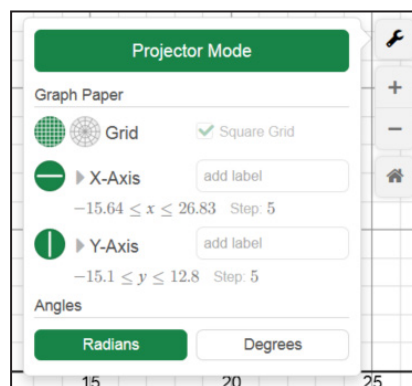 Projector Mode
Graph Paper
Grid Square Grid
X-Axis add label
−15.64 ≤ x ≤ 26.83 Step: 5
Y-Axis add label
−15.1 ≤ y ≤ 12.8 Step: 5
Angles
Radians Degrees
15 20 25